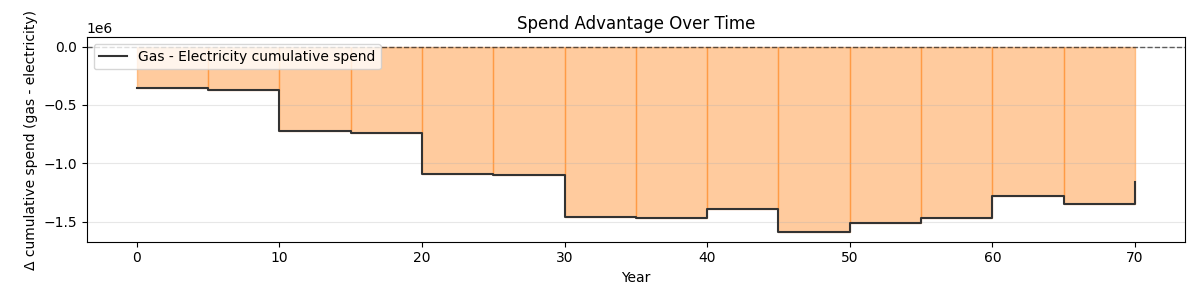 Spend Advantage Over Time
1e6
Δ cumulative spend (gas - electricity)
0.0
−0.5
−1.0
−1.5
Gas - Electricity cumulative spend
0 10 20 30 40 50 60 70
Year